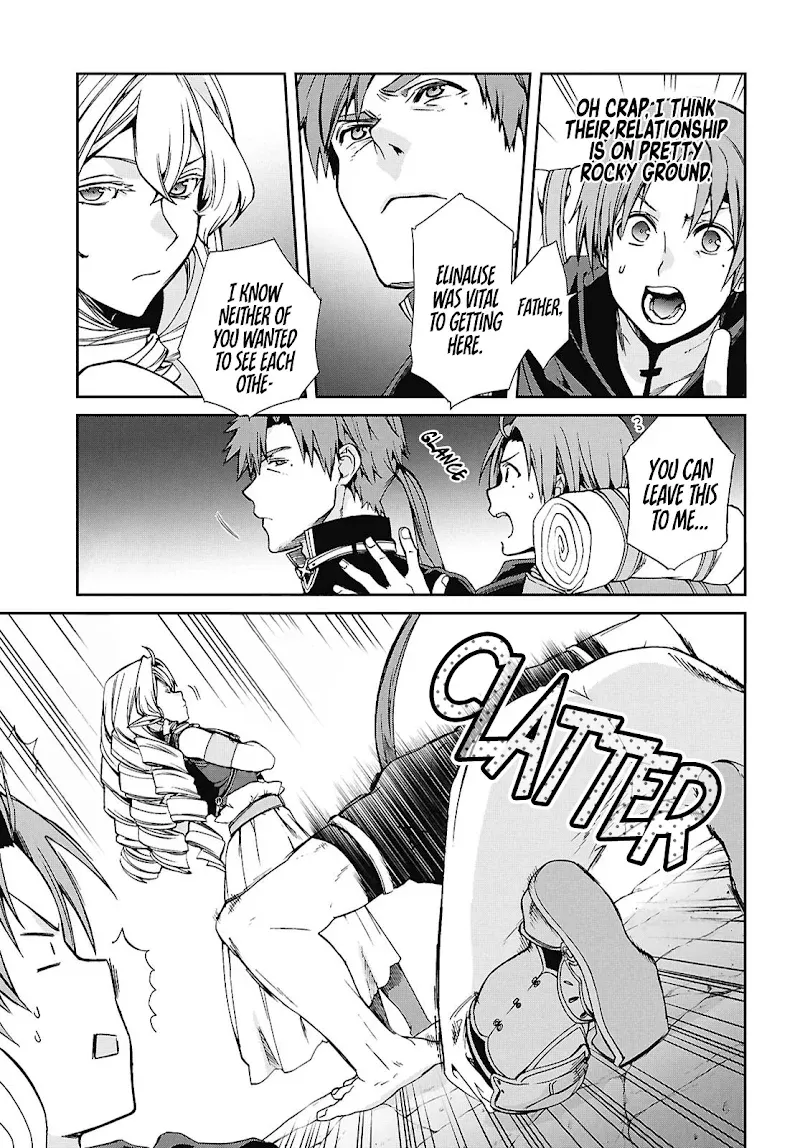 OH CRAP, I THINK
THEIR RELATIONSHIP
IS ON PRETTY
ROCKY GROUND.
FATHER,
ELINALISE
WAS VITAL
TO GETTING
HERE.
I KNOW
NEITHER OF
YOU WANTED
TO SEE EACH
OTHE-
?
YOU CAN
LEAVE THIS
TO ME...
GLANCE
CLATTER